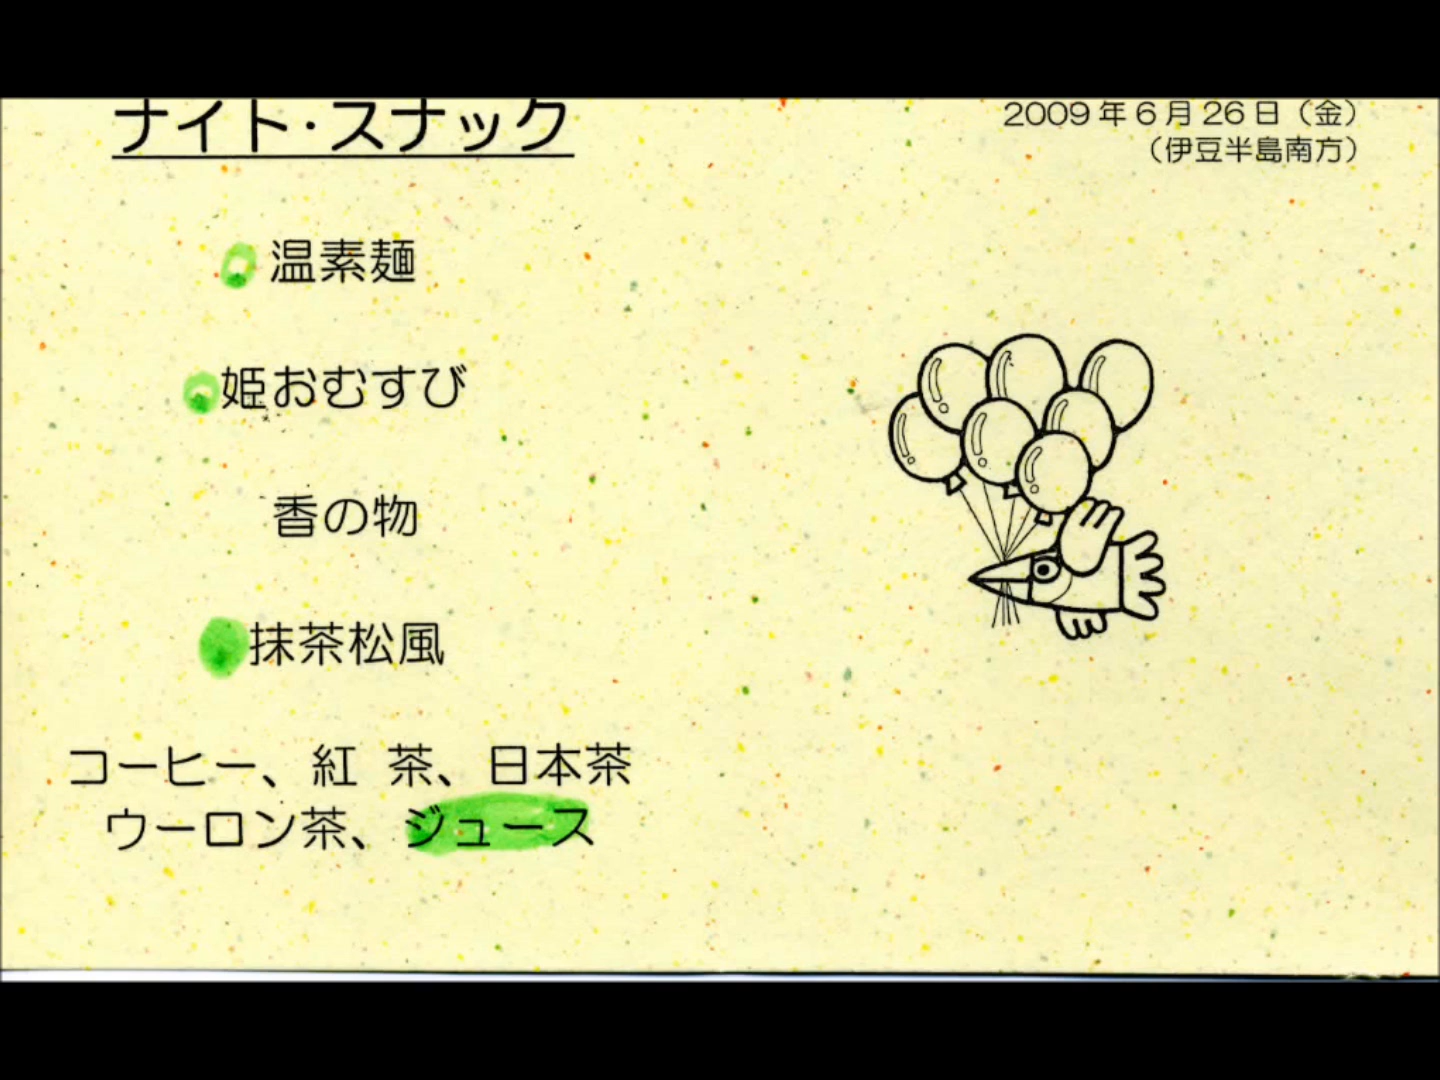 ナイト・スナック
2009年6月26日（金）
（伊豆半島南方）
温素麺
姫おむすび
香の物
抹茶松風
コーヒー、紅 茶、日本茶
ウーロン茶、ジュース